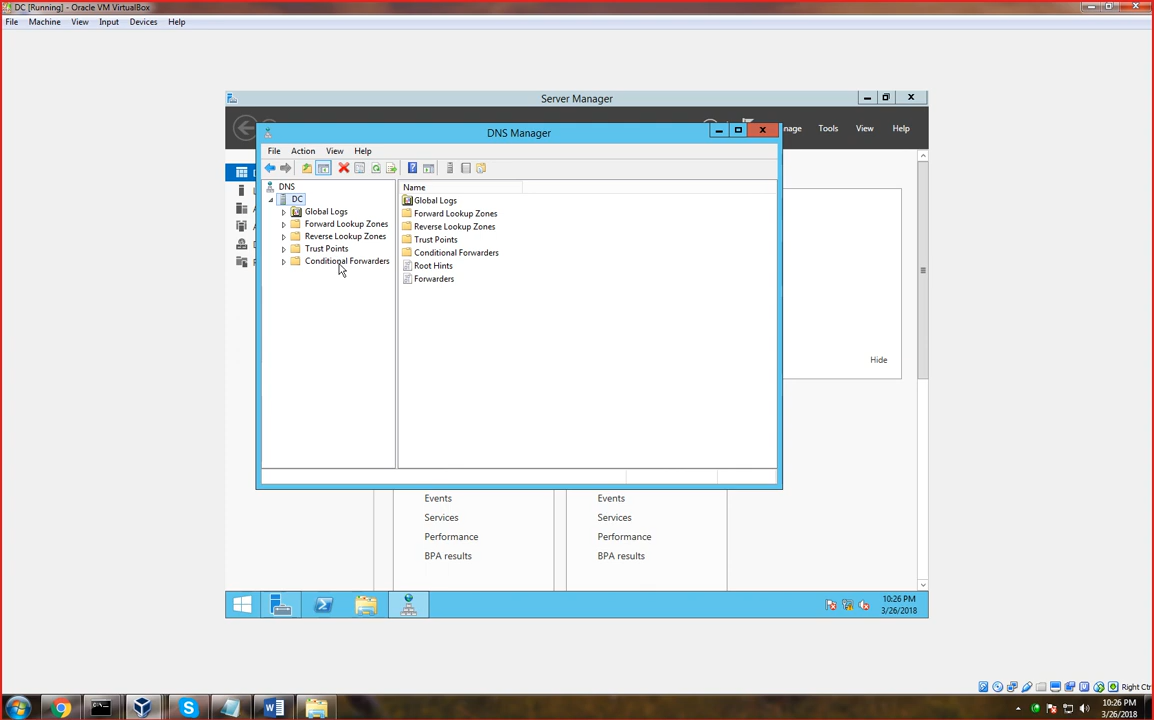 DC [Running] - Oracle VM VirtualBox
File Machine View Input Devices Help
Server Manager
DNS Manager
nage Tools View Help
File Action View Help
DNS
DC
Global Logs
Forward Lookup Zones
Reverse Lookup Zones
Trust Points
Conditional Forwarders
Name
Global Logs
Forward Lookup Zones
Reverse Lookup Zones
Trust Points
Conditional Forwarders
Root Hints
Forwarders
Hide
Events
Services
Performance
BPA results
Events
Services
Performance
BPA results
10:26 PM
3/26/2018
Right Ctr
10:26 PM
3/26/2018